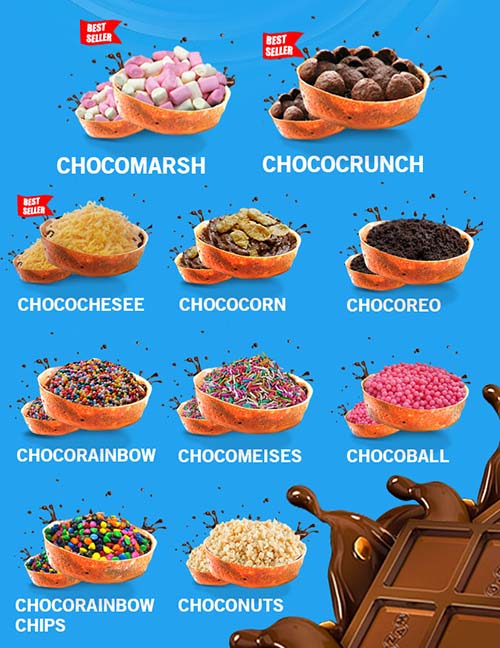 BEST
SELLER
BEST
SELLER
CHOCOMARSH
CHOCOCRUNCH
BEST
SELLER
CHOCOCHESEE
CHOCOCORN
CHOCOREO
CHOCORAINBOW
CHOCOMEISES
CHOCOBALL
CHOCORAINBOW
CHIPS
CHOCONUTS